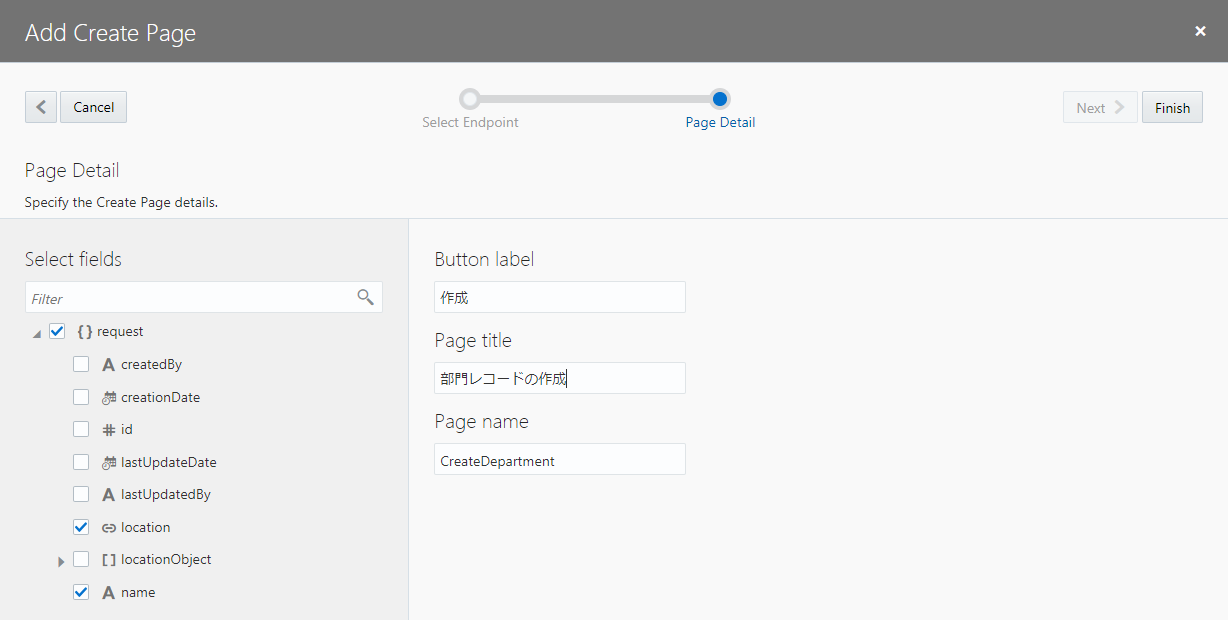 Add Create Page
Cancel
Select Endpoint
Page Detail
Next
Finish
Page Detail
Specify the Create Page details.
Select fields
Filter
{ } request
A createdBy
creationDate
# id
lastUpdateDate
A lastUpdatedBy
location
[ ] locationObject
A name
Button label
作成
Page title
部門レコードの作成
Page name
CreateDepartment